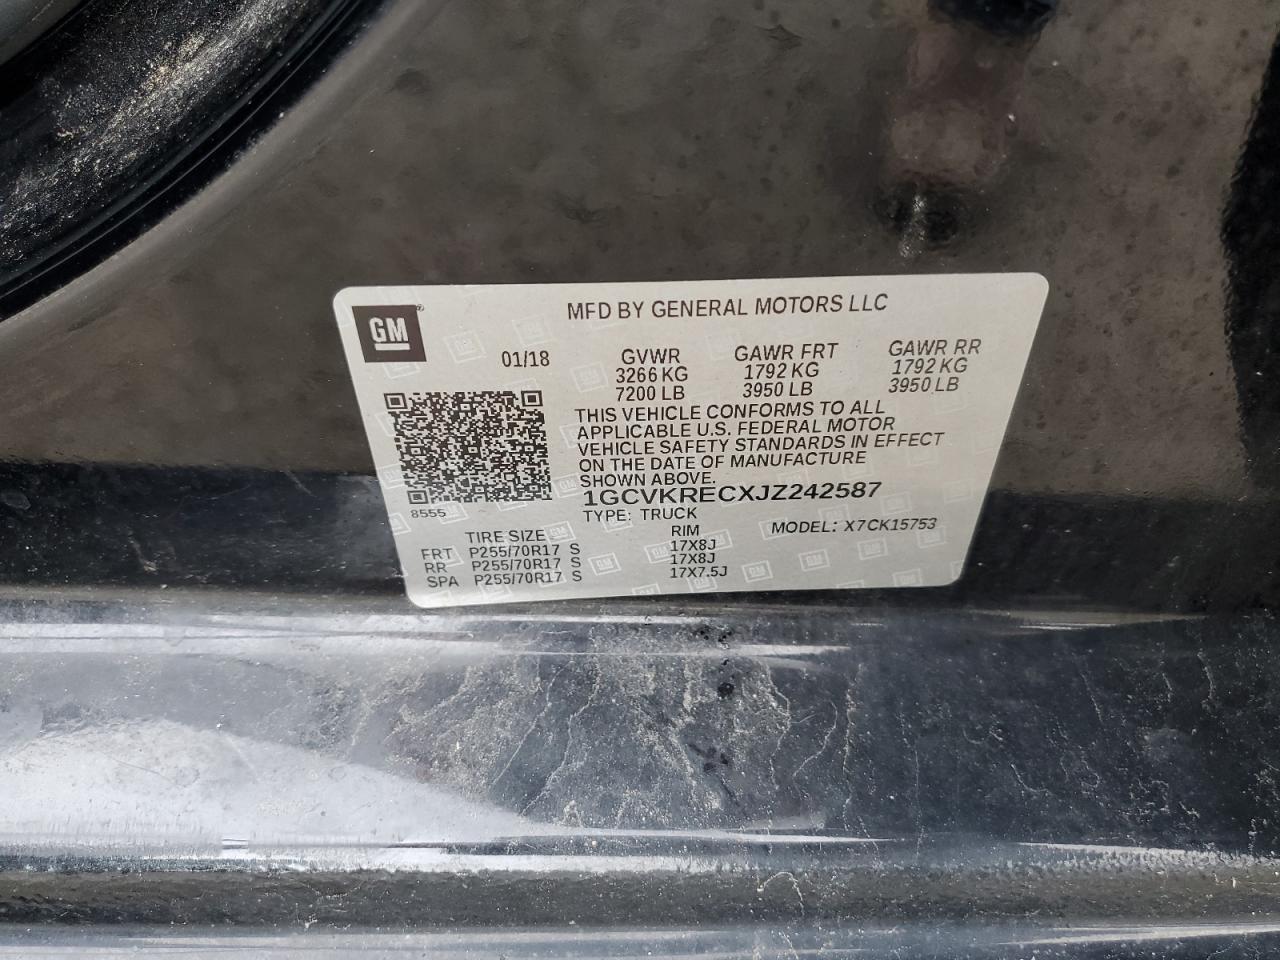 GM
MFD BY GENERAL MOTORS LLC
01/18 GVWR GAWR FRT GAWR RR
3266 KG 1792 KG 1792 KG
7200 LB 3950 LB 3950 LB
THIS VEHICLE CONFORMS TO ALL
APPLICABLE U.S. FEDERAL MOTOR
VEHICLE SAFETY STANDARDS IN EFFECT
ON THE DATE OF MANUFACTURE
SHOWN ABOVE.
8555
1GCVKRECXJZ242587
TYPE: TRUCK
MODEL: X7CK15753
TIRE SIZE RIM
FRT P255/70R17 S 17X8J
RR P255/70R17 S 17X8J
SPA P255/70R17 S 17X7.5J